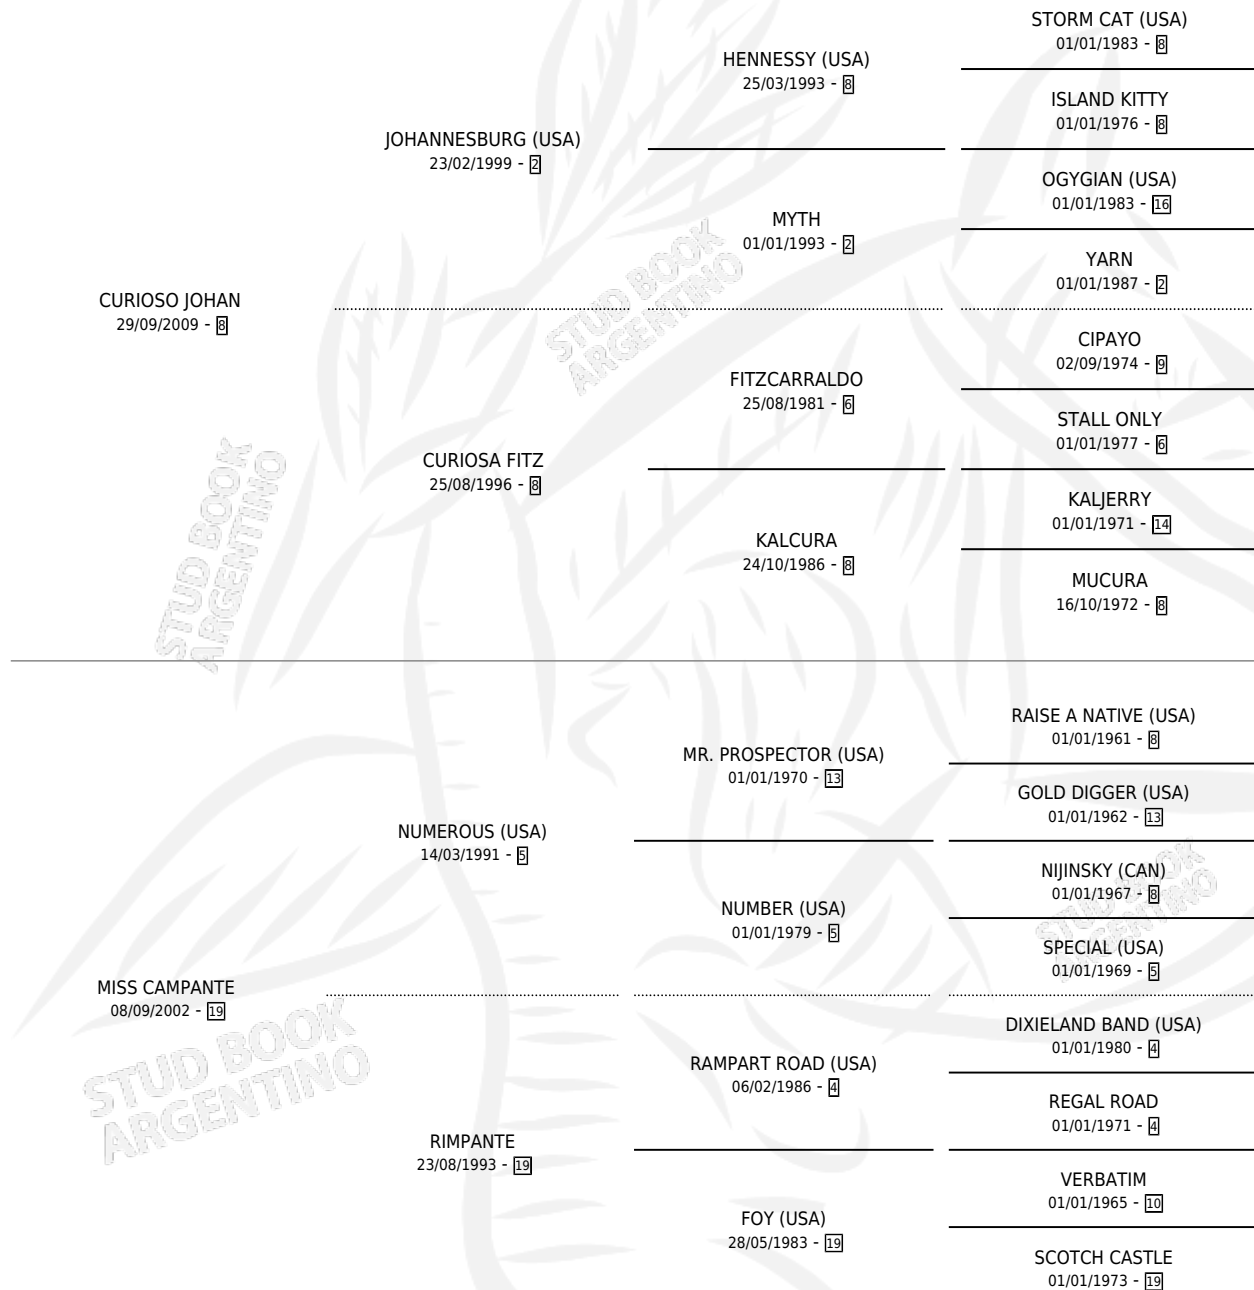 STORM CAT (USA)
01/01/1983 - 8
HENNESSY (USA)
25/03/1993 - 8
ISLAND KITTY
01/01/1976 - 8
JOHANNESBURG (USA)
23/02/1999 - 2
OGYGIAN (USA)
01/01/1983 - 16
MYTH
01/01/1993 - 2
YARN
01/01/1987 - 2
CURIOSO JOHAN
29/09/2009 - 8
CIPAYO
02/09/1974 - 9
FITZCARRALDO
25/08/1981 - 6
STALL ONLY
01/01/1977 - 6
CURIOSA FITZ
25/08/1996 - 8
KALJERRY
01/01/1971 - 14
KALCURA
24/10/1986 - 8
MUCURA
16/10/1972 - 8
STUD BOOK
ARGENTINO
STUD BOOK
ARGENTINO
RAISE A NATIVE (USA)
01/01/1961 - 8
MR. PROSPECTOR (USA)
01/01/1970 - 13
GOLD DIGGER (USA)
01/01/1962 - 13
NUMEROUS (USA)
14/03/1991 - 5
NIJINSKY (CAN)
01/01/1967 - 8
NUMBER (USA)
01/01/1979 - 5
SPECIAL (USA)
01/01/1969 - 5
MISS CAMPANTE
08/09/2002 - 19
DIXIELAND BAND (USA)
01/01/1980 - 4
RAMPART ROAD (USA)
06/02/1986 - 4
REGAL ROAD
01/01/1971 - 4
RIMPANTE
23/08/1993 - 19
VERBATIM
01/01/1965 - 10
FOY (USA)
28/05/1983 - 19
SCOTCH CASTLE
01/01/1973 - 19
STUD BOOK
ARGENTINO
STUD BOOK
ARGENTINO